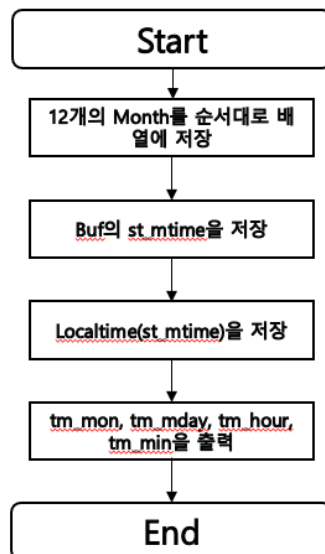 Start
12개의 Month를 순서대로 배
열에 저장
Buf의 st_mtime을 저장
Localtime(st_mtime)을 저장
tm_mon, tm_mday, tm_hour,
tm_min을 출력
End